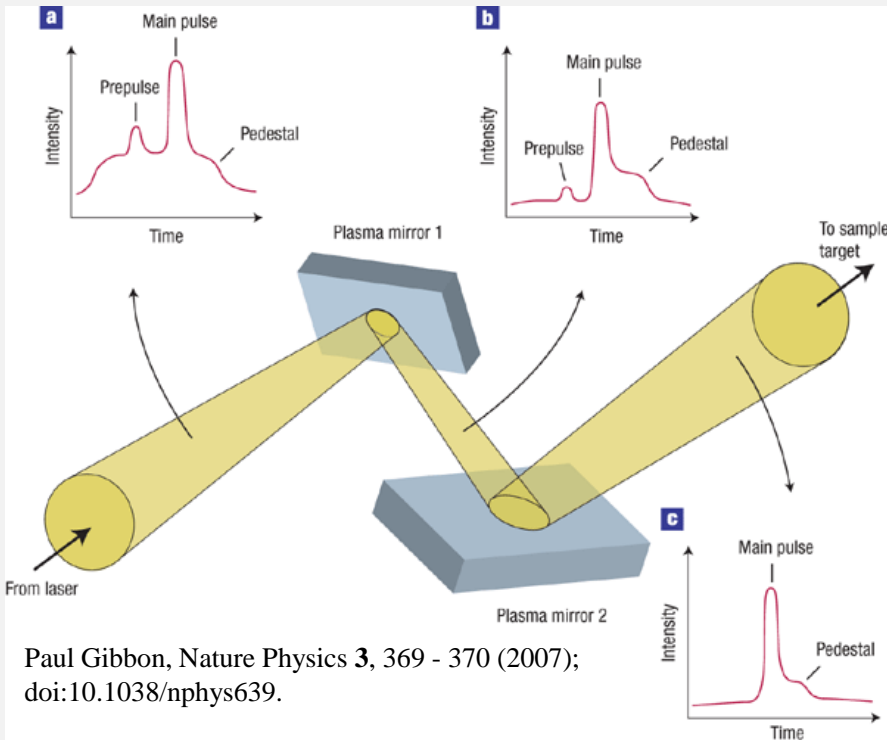 a
Main pulse
Prepulse
Pedestal
Intensity
Time
b
Main pulse
Prepulse
Pedestal
Intensity
Time
Plasma mirror 1
To sample
target
From laser
Plasma mirror 2
c
Main pulse
Pedestal
Intensity
Time
Paul Gibbon, Nature Physics 3, 369 - 370 (2007);
doi:10.1038/nphys639.